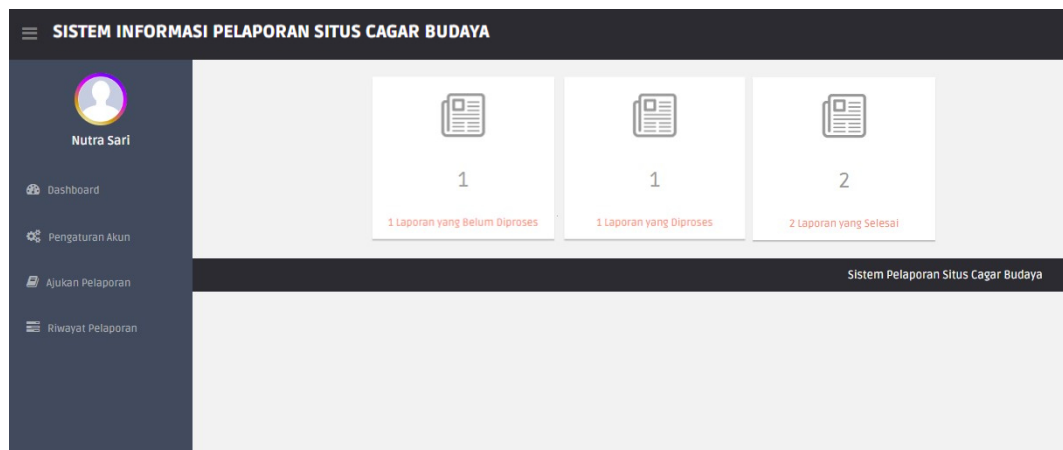 SISTEM INFORMASI PELAPORAN SITUS CAGAR BUDAYA
Nutra Sari
Dashboard
Pengaturan Akun
Ajukan Pelaporan
Riwayat Pelaporan
1
1 Laporan yang Belum Diproses
1
1 Laporan yang Diproses
2
2 Laporan yang Selesai
Sistem Pelaporan Situs Cagar Budaya